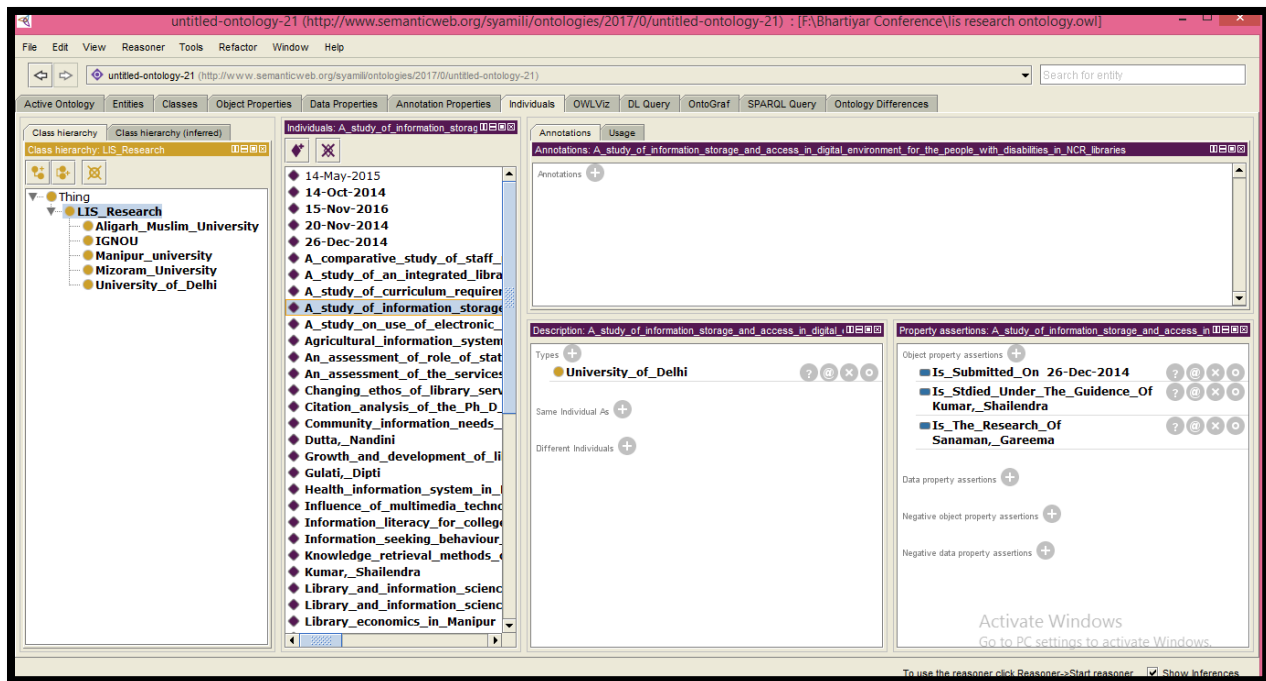 untitled-ontology-21 (http://www.semanticweb.org/syamili/ontologies/2017/0/untitled-ontology-21) : [F:\Bhartiyar Conference\lis research ontology.owl]
File Edit View Reasoner Tools Refactor Window Help
untitled-ontology-21 (http://www.semanticweb.org/syamili/ontologies/2017/0/untitled-ontology-21)
Search for entity
Active Ontology Entities Classes Object Properties Data Properties Annotation Properties Individuals OWLViz DL Query OntoGraf SPARQL Query Ontology Differences
Class hierarchy Class hierarchy (inferred)
Class hierarchy: LIS_Research
Thing
LIS_Research
Aligarh_Muslim_University
IGNOU
Manipur_university
Mizoram_University
University_of_Delhi
Individuals: A_study_of_information_storag
14-May-2015
14-Oct-2014
15-Nov-2016
20-Nov-2014
26-Dec-2014
A_comparative_study_of_staff_
A_study_of_an_integrated_libra
A_study_of_curriculum_requirer
A_study_of_information_storage
A_study_on_use_of_electronic_
Agricultural_information_system
An_assessment_of_role_of_stat
An_assessment_of_the_services
Changing_ethos_of_library_serv
Citation_analysis_of_the_Ph_D_
Community_information_needs_
Dutta,_Nandini
Growth_and_development_of_li
Gulati,_Dipti
Health_information_system_in_
Influence_of_multimedia_techno
Information_literacy_for_college
Information_seeking_behaviour_
Knowledge_retrieval_methods_
Kumar,_Shailendra
Library_and_information_scienc
Library_and_information_scienc
Library_economics_in_Manipur
Annotations Usage
Annotations: A_study_of_information_storage_and_access_in_digital_environment_for_the_people_with_disabilities_in_NCR_libraries
Annotations
Description: A_study_of_information_storage_and_access_in_digital_
Types
University_of_Delhi
Same Individual As
Different Individuals
Property assertions: A_study_of_information_storage_and_access_in
Object property assertions
Is_Submitted_On 26-Dec-2014
Is_Stdied_Under_The_Guidence_Of
Kumar,_Shailendra
Is_The_Research_Of
Sanaman,_Gareema
Data property assertions
Negative object property assertions
Negative data property assertions
Activate Windows
Go to PC settings to activate Windows.
To use the reasoner click Reasoner->Start reasoner Show Inferences